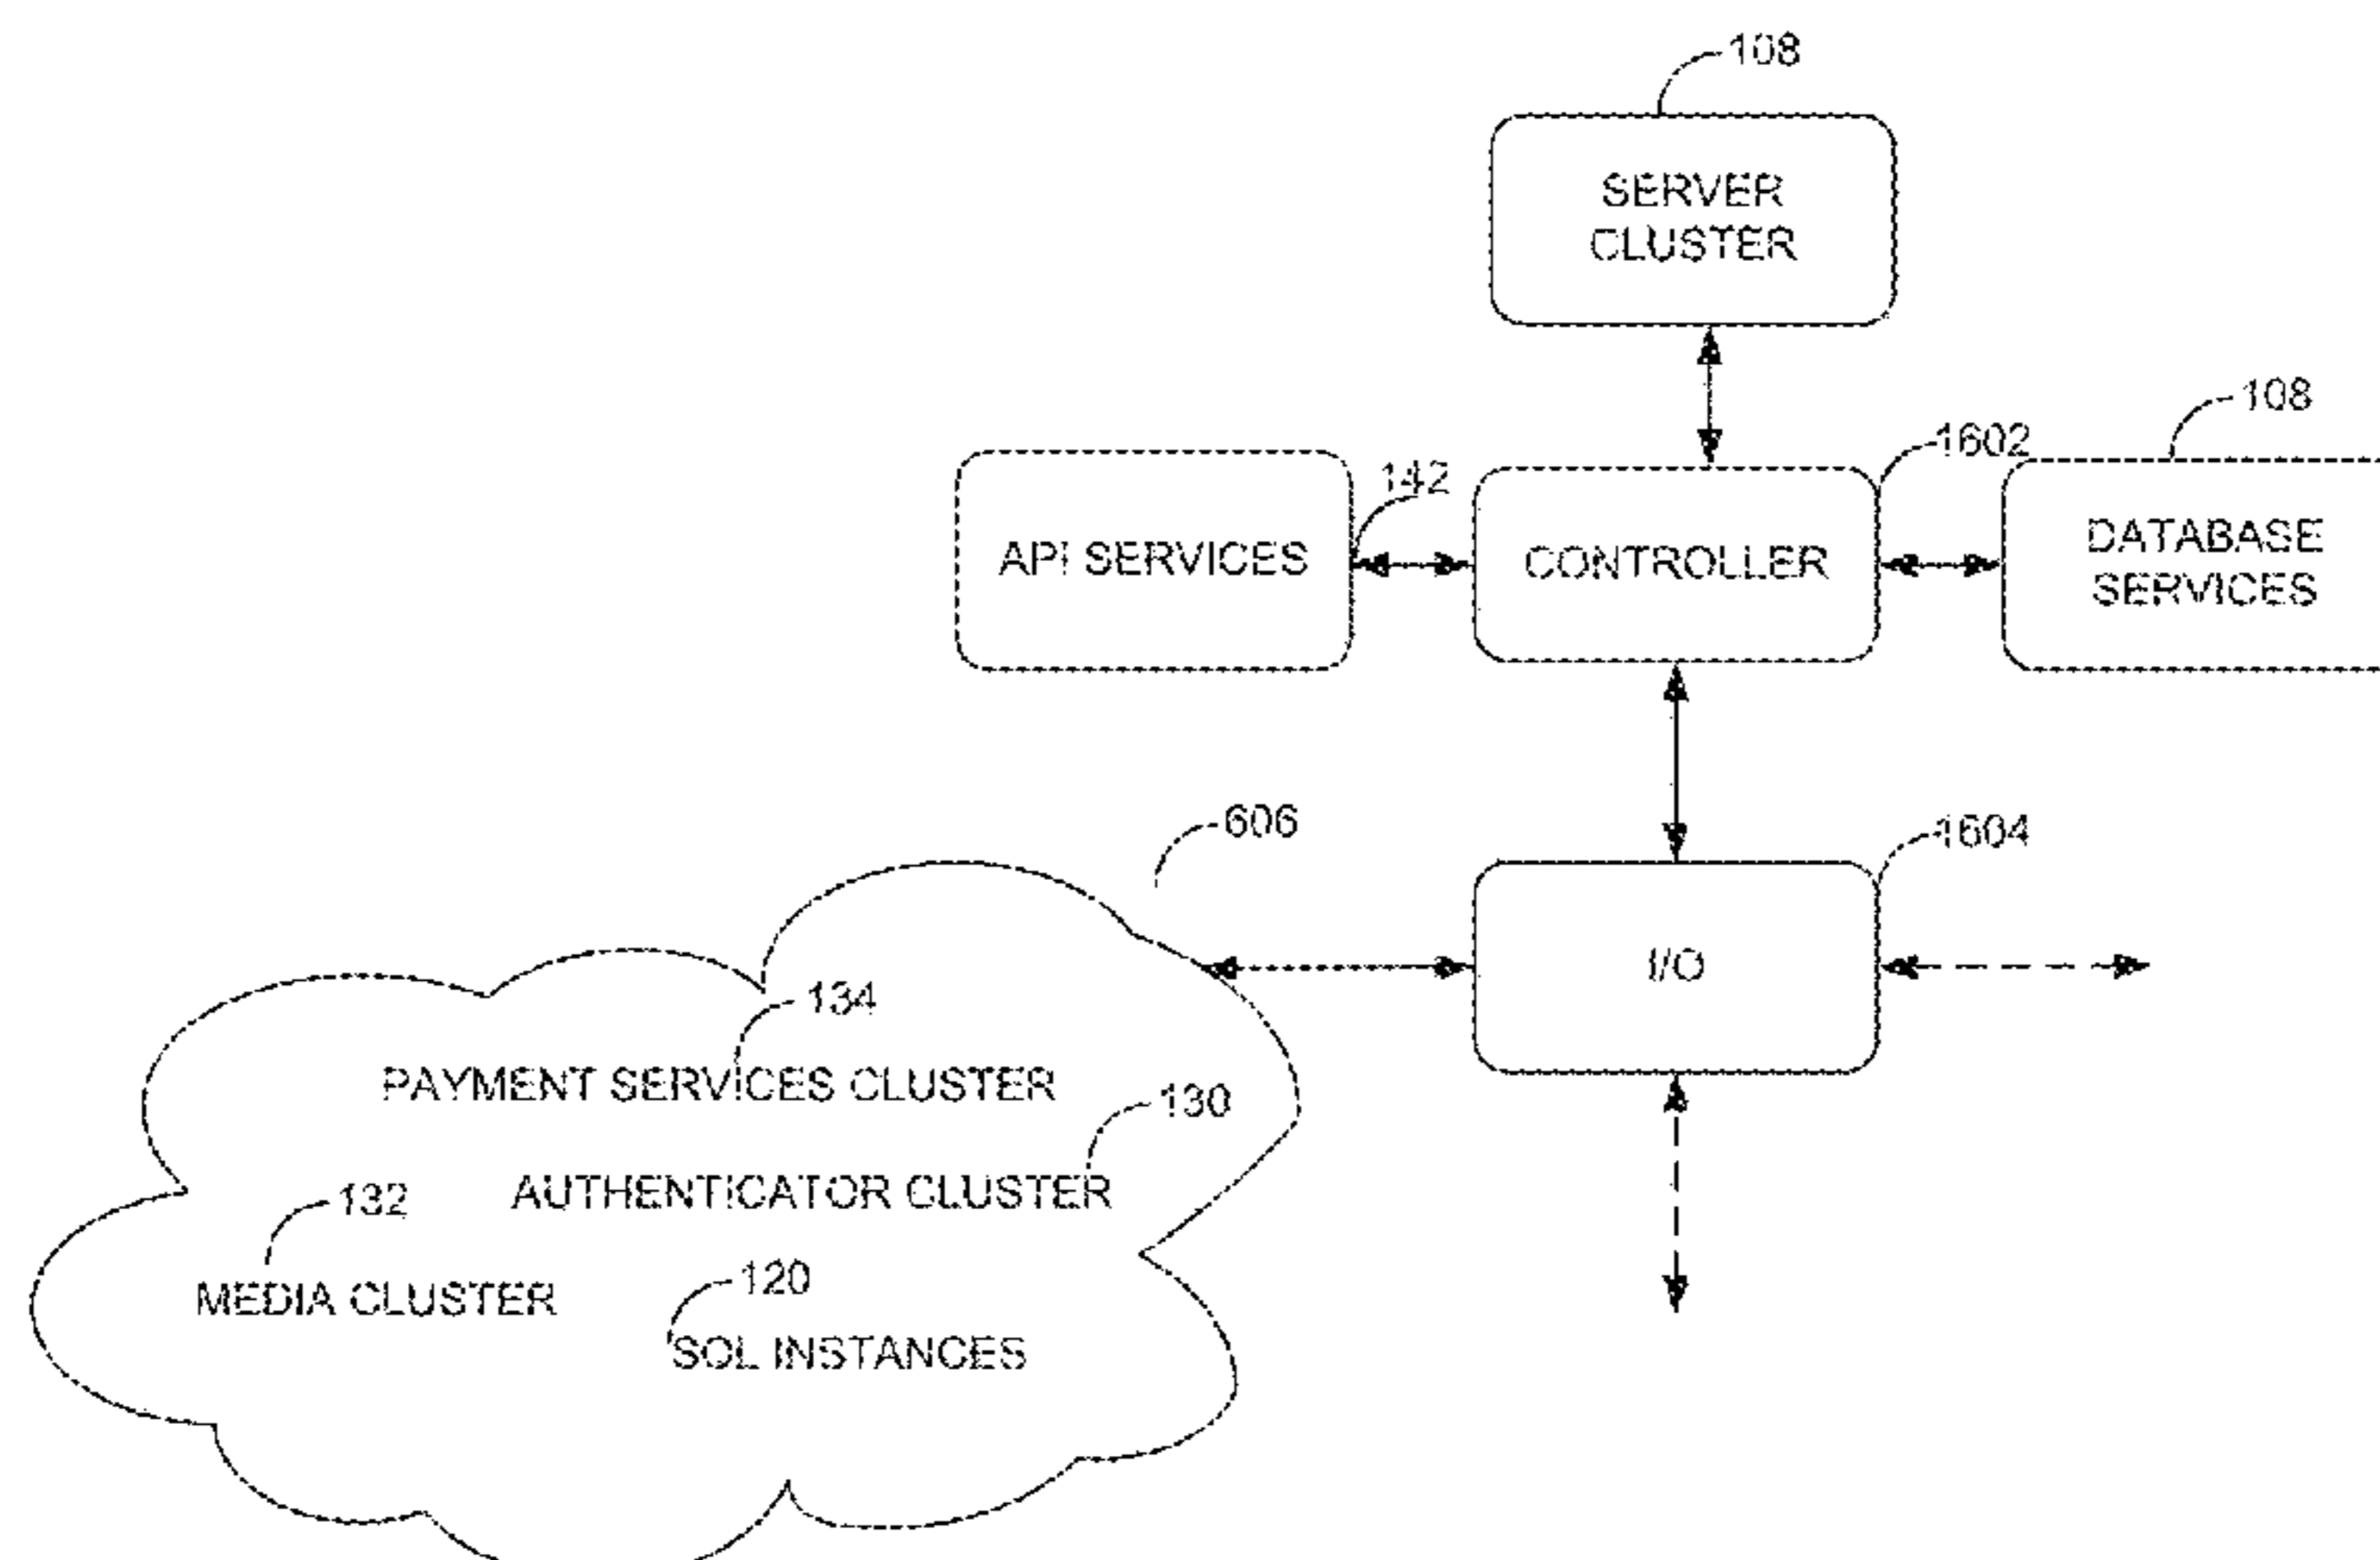 108
SERVER
CLUSTER
108
1602
142
API SERVICES
CONTROLLER
DATABASE
SERVICES
606
1604
I/O
134
PAYMENT SERVICES CLUSTER
130
AUTHENTICATOR CLUSTER
132
MEDIA CLUSTER
120
SQL INSTANCES